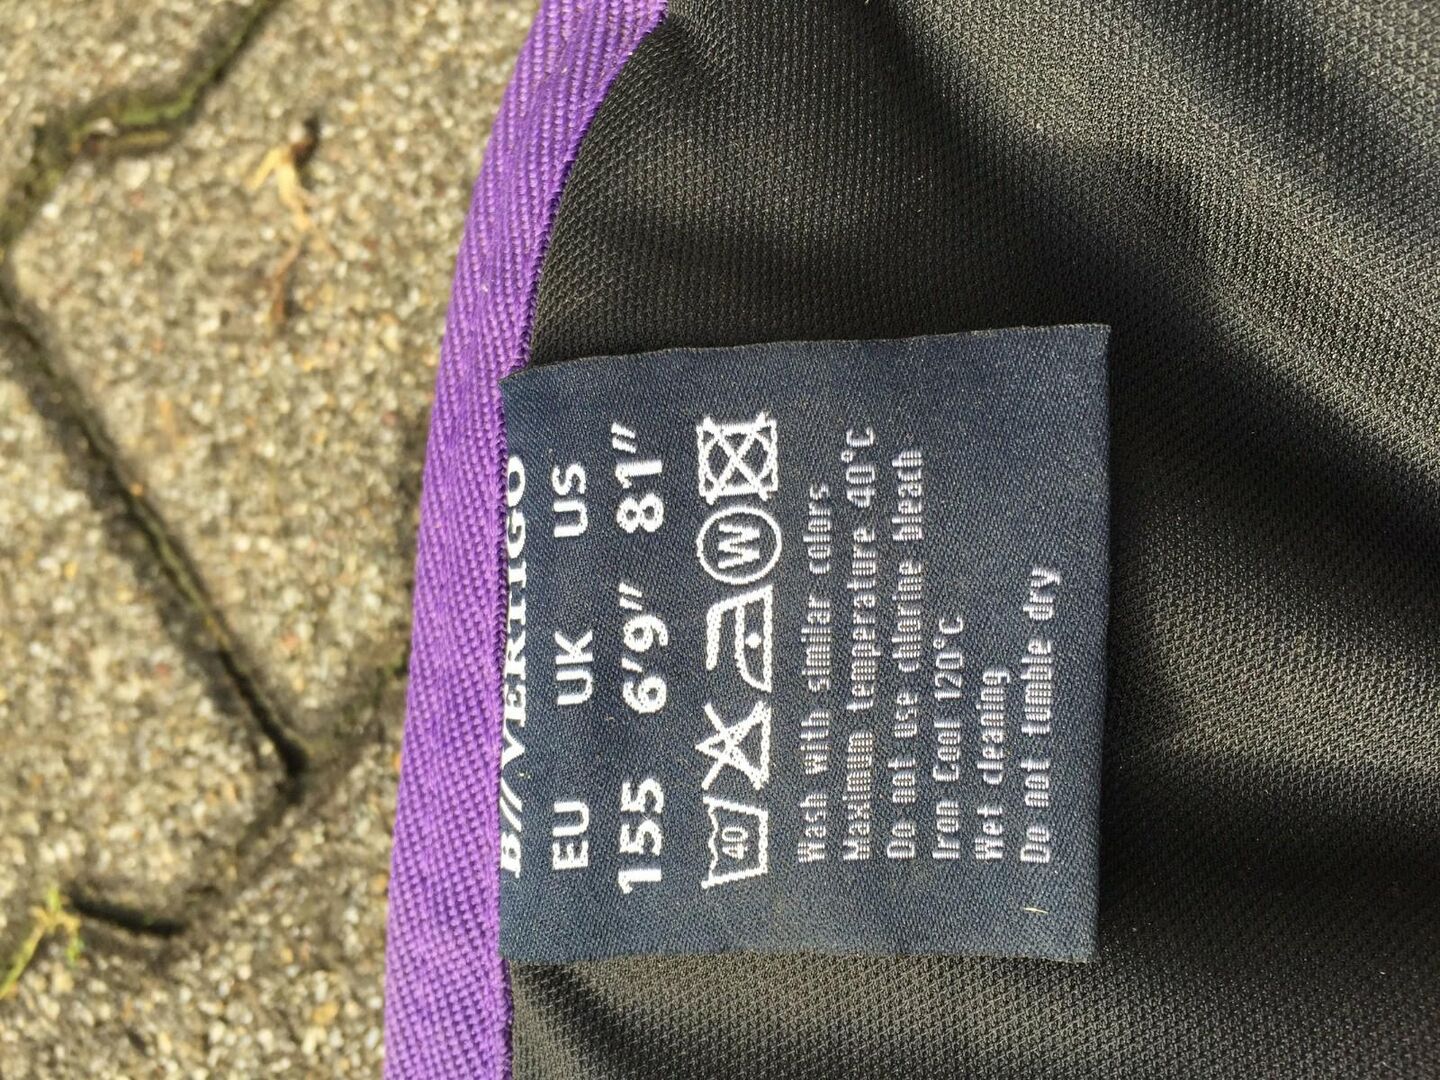 B//VERTIGO
EU UK US
155 6'9" 81"
40 W
Wash with similar colors
Maximum temperature 40°C
Do not use chlorine bleach
Iron Cool 120°C
Wet cleaning
Do not tumble dry